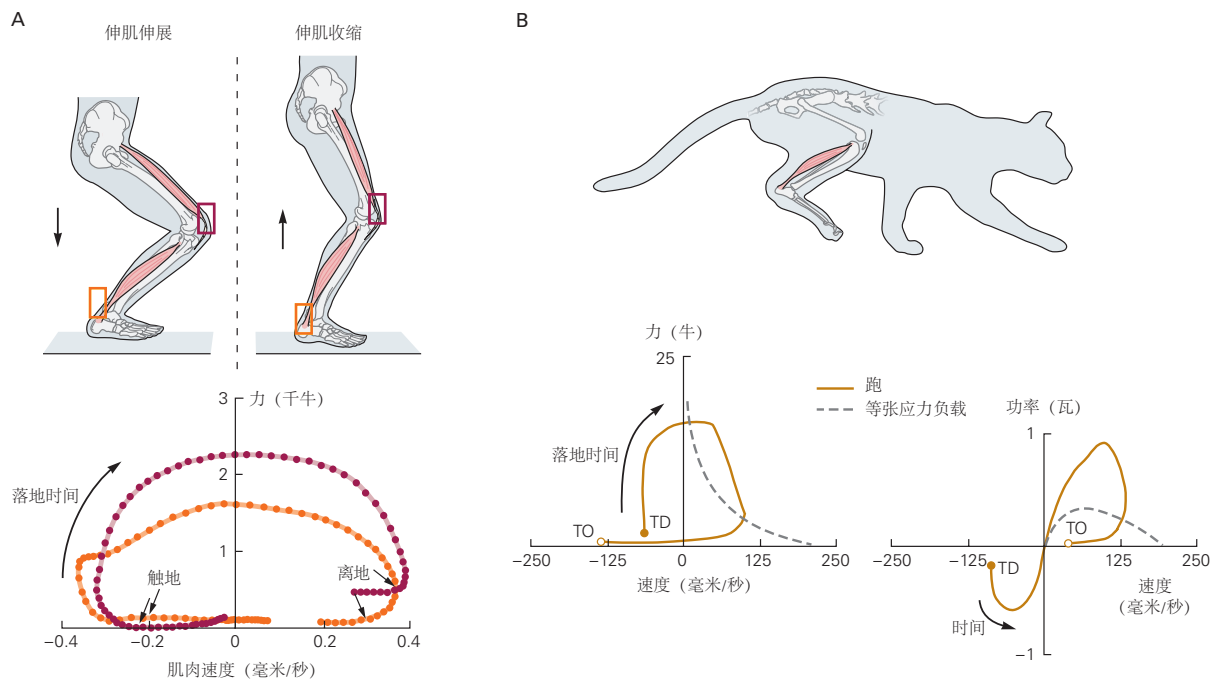 A
伸肌伸展
伸肌收缩
3
力 (千牛)
2
落地时间
1
触地
离地
−0.4
−0.2
0
0.2
0.4
肌肉速度 (毫米/秒)
B
力 (牛)
25
落地时间
TO
TD
−250
−125
0
125
250
速度 (毫米/秒)
跑
等张应力负载
功率 (瓦)
1
TO
−250
−125
125
250
TD
速度
(毫米/秒)
时间
−1